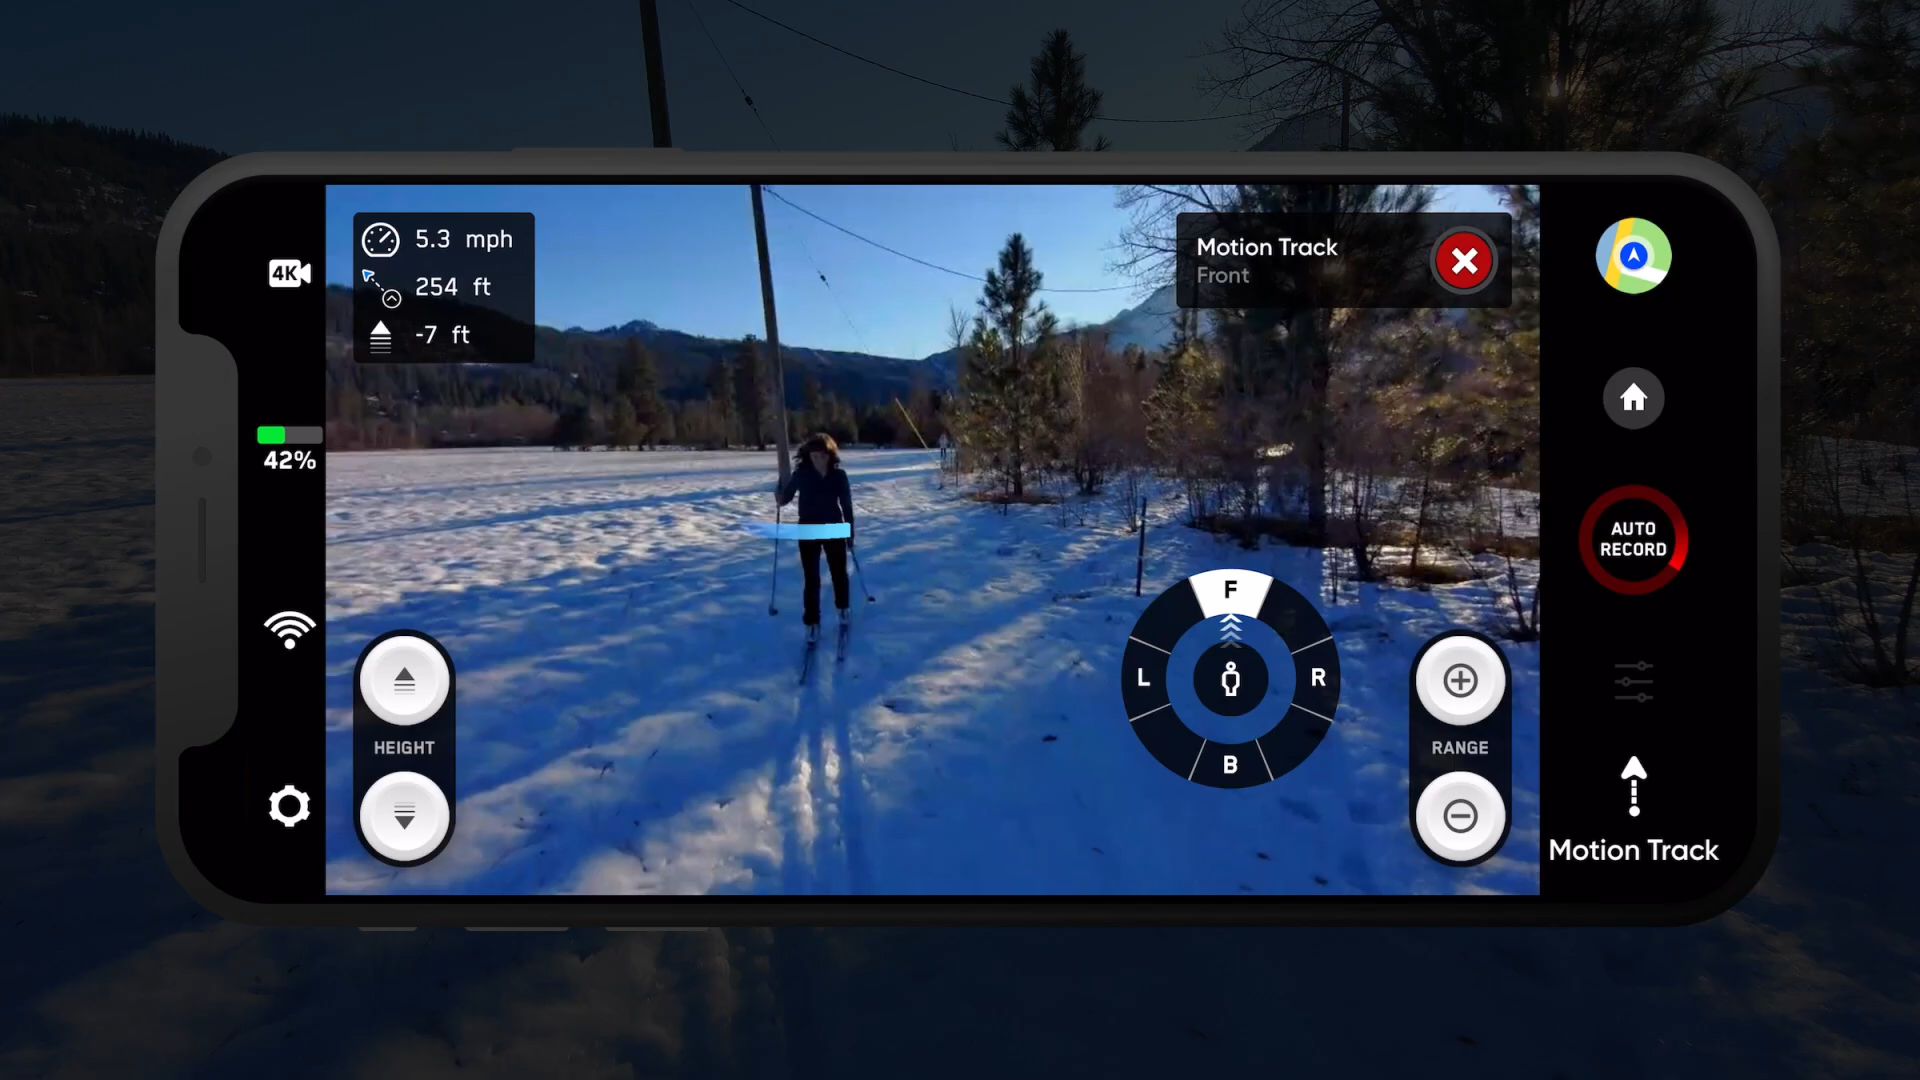 4K
5.3 mph
254 ft
-7 ft
Motion Track
Front
42%
AUTO
RECORD
F
L
R
B
HEIGHT
RANGE
Motion Track